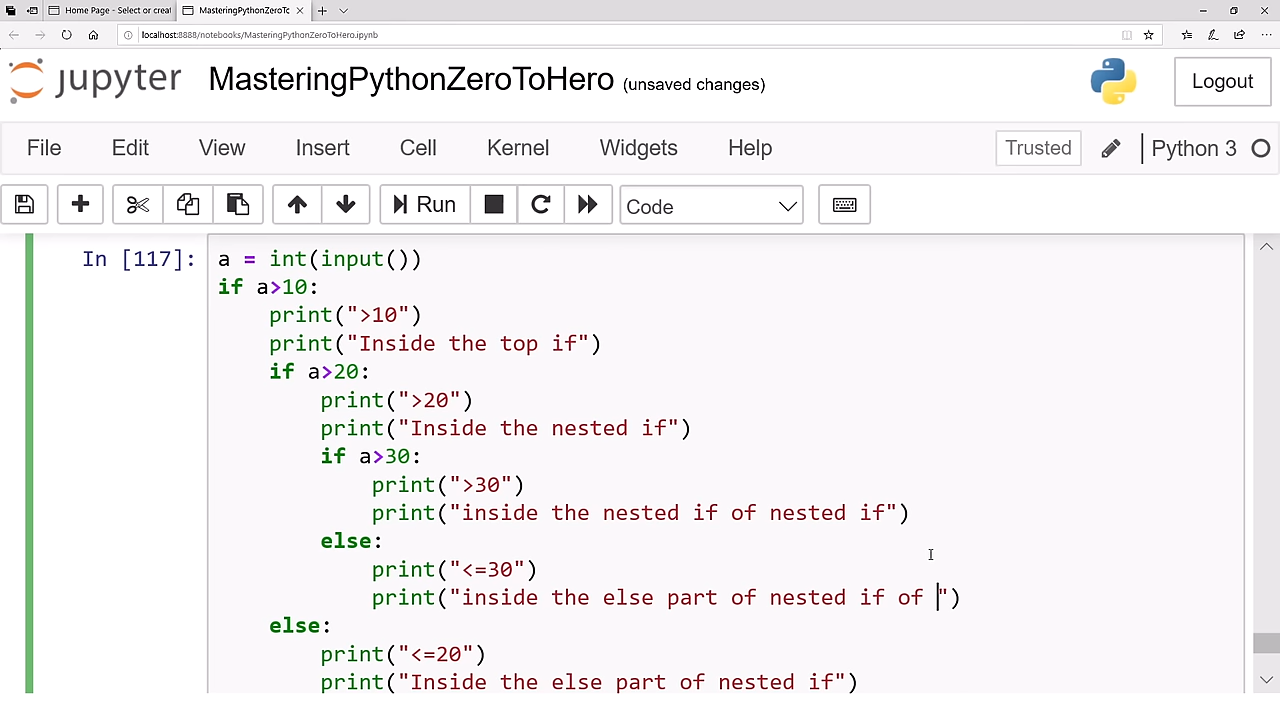 Home Page - Select or creat
MasteringPythonZeroTo
localhost:8888/notebooks/MasteringPythonZeroToHero.ipynb
jupyter MasteringPythonZeroToHero (unsaved changes) Logout
File Edit View Insert Cell Kernel Widgets Help Trusted Python 3
Run Code
In [117]: a = int(input())
if a>10:
    print(">10")
    print("Inside the top if")
    if a>20:
        print(">20")
        print("Inside the nested if")
        if a>30:
            print(">30")
            print("inside the nested if of nested if")
        else:
            print("<=30")
            print("inside the else part of nested if of ")
    else:
        print("<=20")
        print("Inside the else part of nested if")